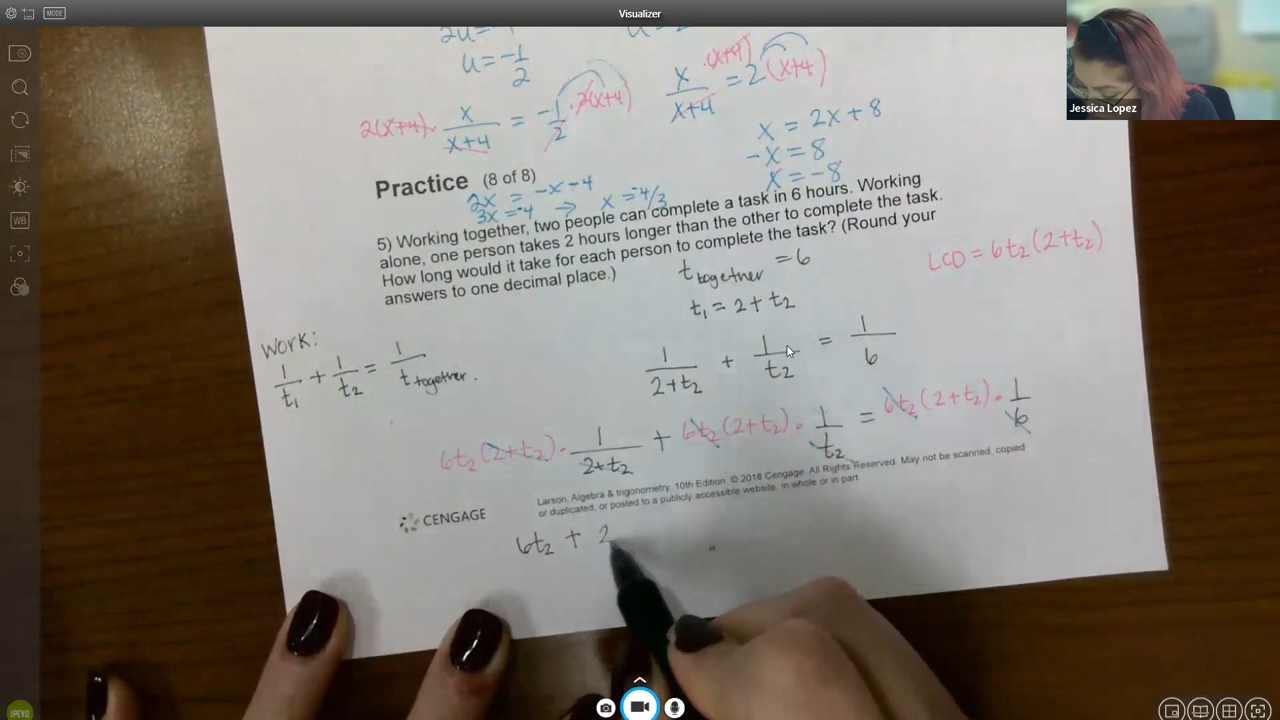 MODE
Visualizer
Jessica Lopez
u = -1/2
2(x+4) · x/(x+4) = -1/2 · 2(x+4)
x/(x+4) · (x+4) = 2(x+4)
x = 2x + 8
-x = 8
x = -8
2x = -x - 4
3x = -4 → x = -4/3
Practice (8 of 8)
5) Working together, two people can complete a task in 6 hours. Working
alone, one person takes 2 hours longer than the other to complete the task.
How long would it take for each person to complete the task? (Round your
answers to one decimal place.)
t together = 6
t₁ = 2 + t₂
LCD = 6t₂(2+t₂)
Work:
1/t₁ + 1/t₂ = 1/t together.
1/(2+t₂) + 1/t₂ = 1/6
6t₂(2+t₂) · 1/(2+t₂) + 6t₂(2+t₂) · 1/t₂ = 6t₂(2+t₂) · 1/6
Larson, Algebra & trigonometry, 10th Edition. © 2018 Cengage. All Rights Reserved. May not be scanned, copied
or duplicated, or posted to a publicly accessible website, in whole or in part
CENGAGE
6t₂ + 2
IPEVO
WB